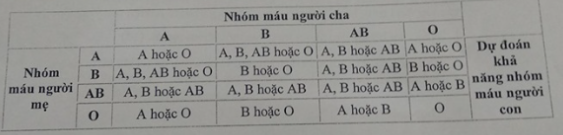 Nhóm máu người cha
A B AB O
Nhóm máu người mẹ
A A hoặc O A, B, AB hoặc O A, B hoặc AB A hoặc O
B A, B, AB hoặc O B hoặc O A, B hoặc AB B hoặc O
AB A, B hoặc AB A, B hoặc AB A, B hoặc AB A hoặc B
O A hoặc O B hoặc O A hoặc B O
Dự đoán
khả
năng nhóm
máu người
con